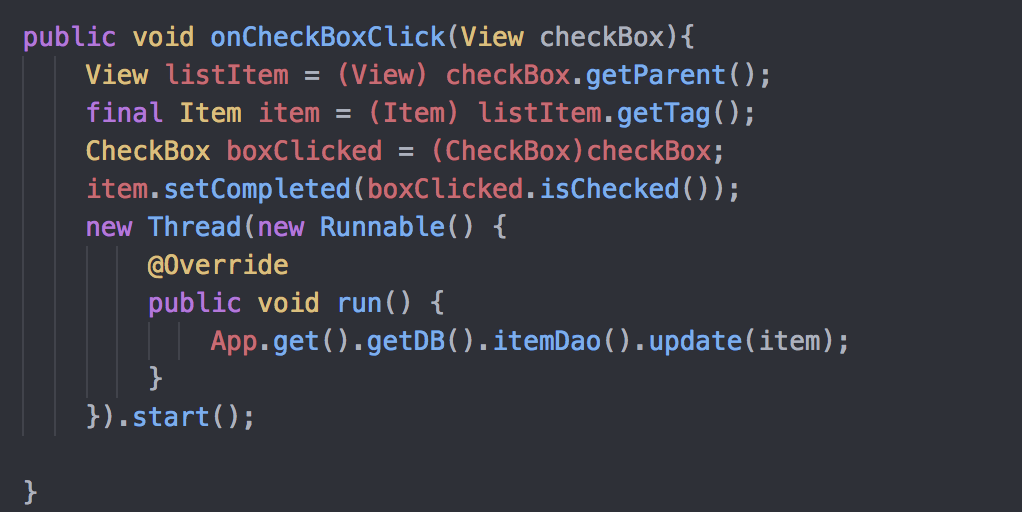 public void onCheckBoxClick(View checkBox){
    View listItem = (View) checkBox.getParent();
    final Item item = (Item) listItem.getTag();
    CheckBox boxClicked = (CheckBox)checkBox;
    item.setCompleted(boxClicked.isChecked());
    new Thread(new Runnable() {
        @Override
        public void run() {
            App.get().getDB().itemDao().update(item);
        }
    }).start();

}